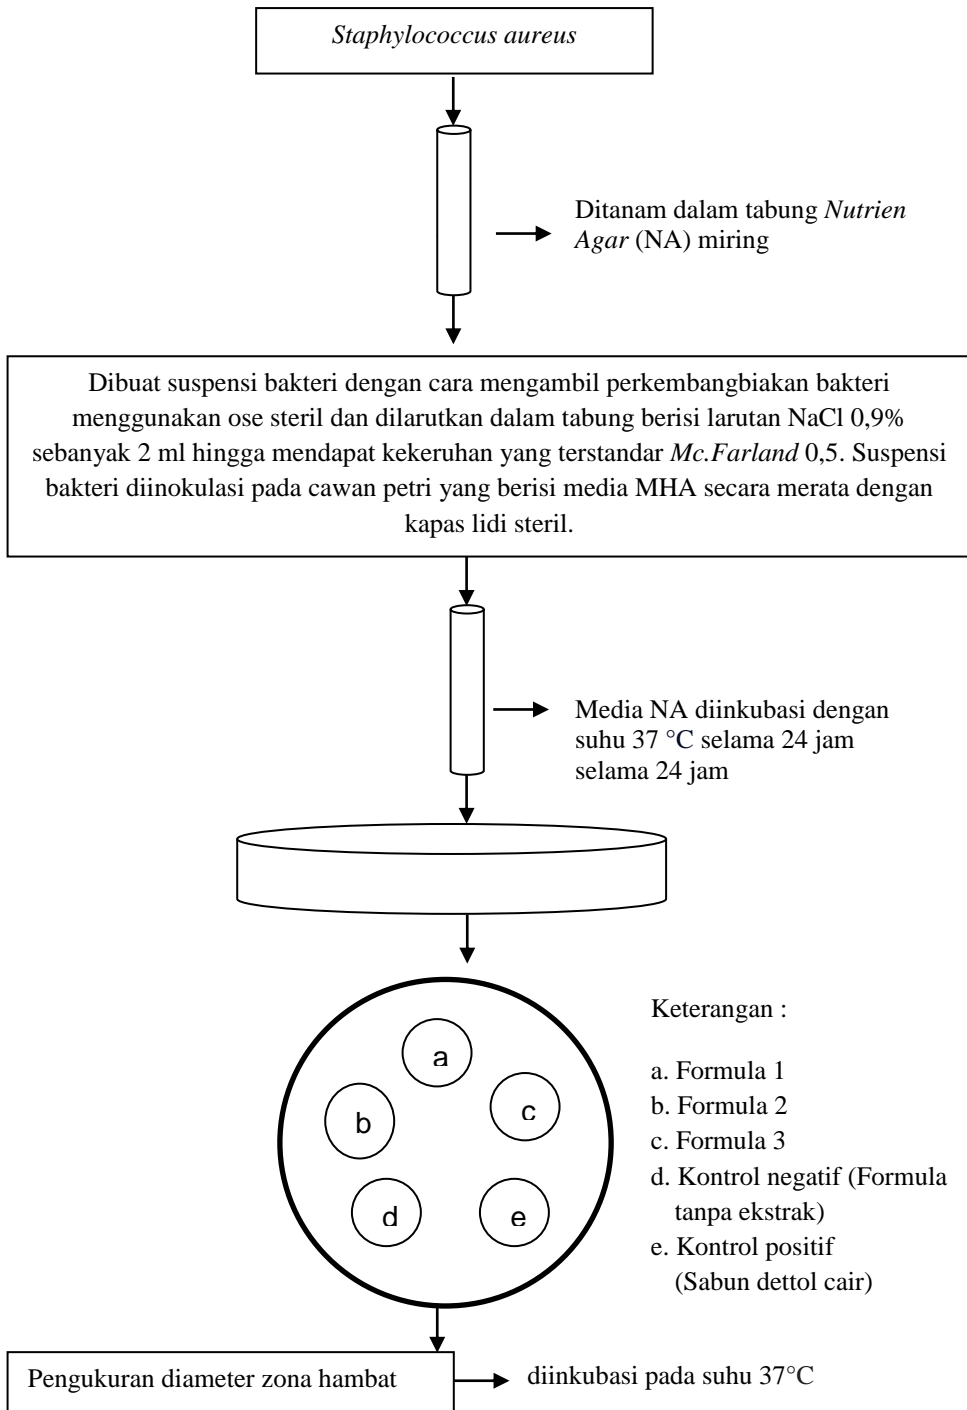 Staphylococcus aureus
Ditanam dalam tabung Nutrien
Agar (NA) miring
Dibuat suspensi bakteri dengan cara mengambil perkembangbiakan bakteri
menggunakan ose steril dan dilarutkan dalam tabung berisi larutan NaCl 0,9%
sebanyak 2 ml hingga mendapat kekeruhan yang terstandar Mc.Farland 0,5. Suspensi
bakteri diinokulasi pada cawan petri yang berisi media MHA secara merata dengan
kapas lidi steril.
Media NA diinkubasi dengan
suhu 37 °C selama 24 jam
selama 24 jam
a
b
c
d
e
Keterangan :
a. Formula 1
b. Formula 2
c. Formula 3
d. Kontrol negatif (Formula
tanpa ekstrak)
e. Kontrol positif
(Sabun dettol cair)
Pengukuran diameter zona hambat
diinkubasi pada suhu 37°C